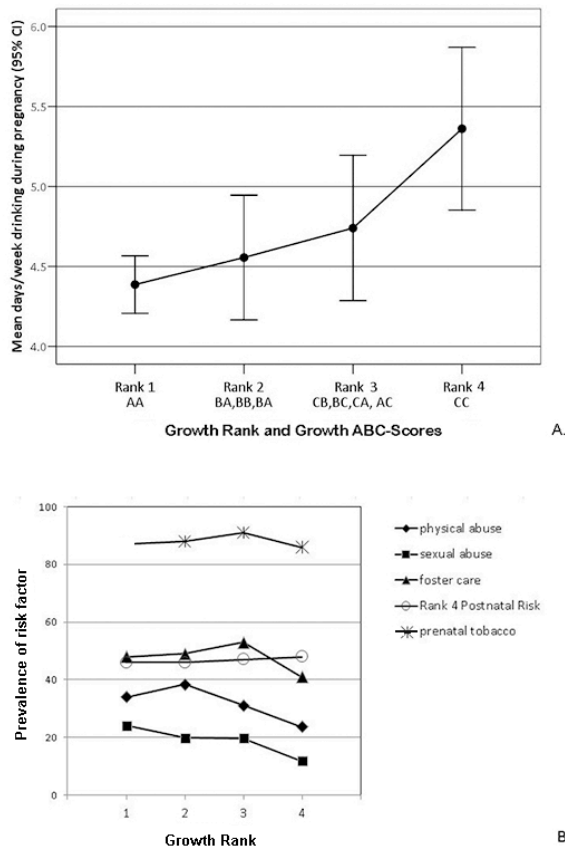 Mean days/week drinking during pregnancy (95% CI)
6.0
5.5
5.0
4.5
4.0
Rank 1 Rank 2 Rank 3 Rank 4
AA BA,BB,BA CB,BC,CA, AC CC
Growth Rank and Growth ABC-Scores
A.
Prevalence of risk factor
100
80
60
40
20
0
1 2 3 4
Growth Rank
physical abuse
sexual abuse
foster care
Rank 4 Postnatal Risk
prenatal tobacco
B